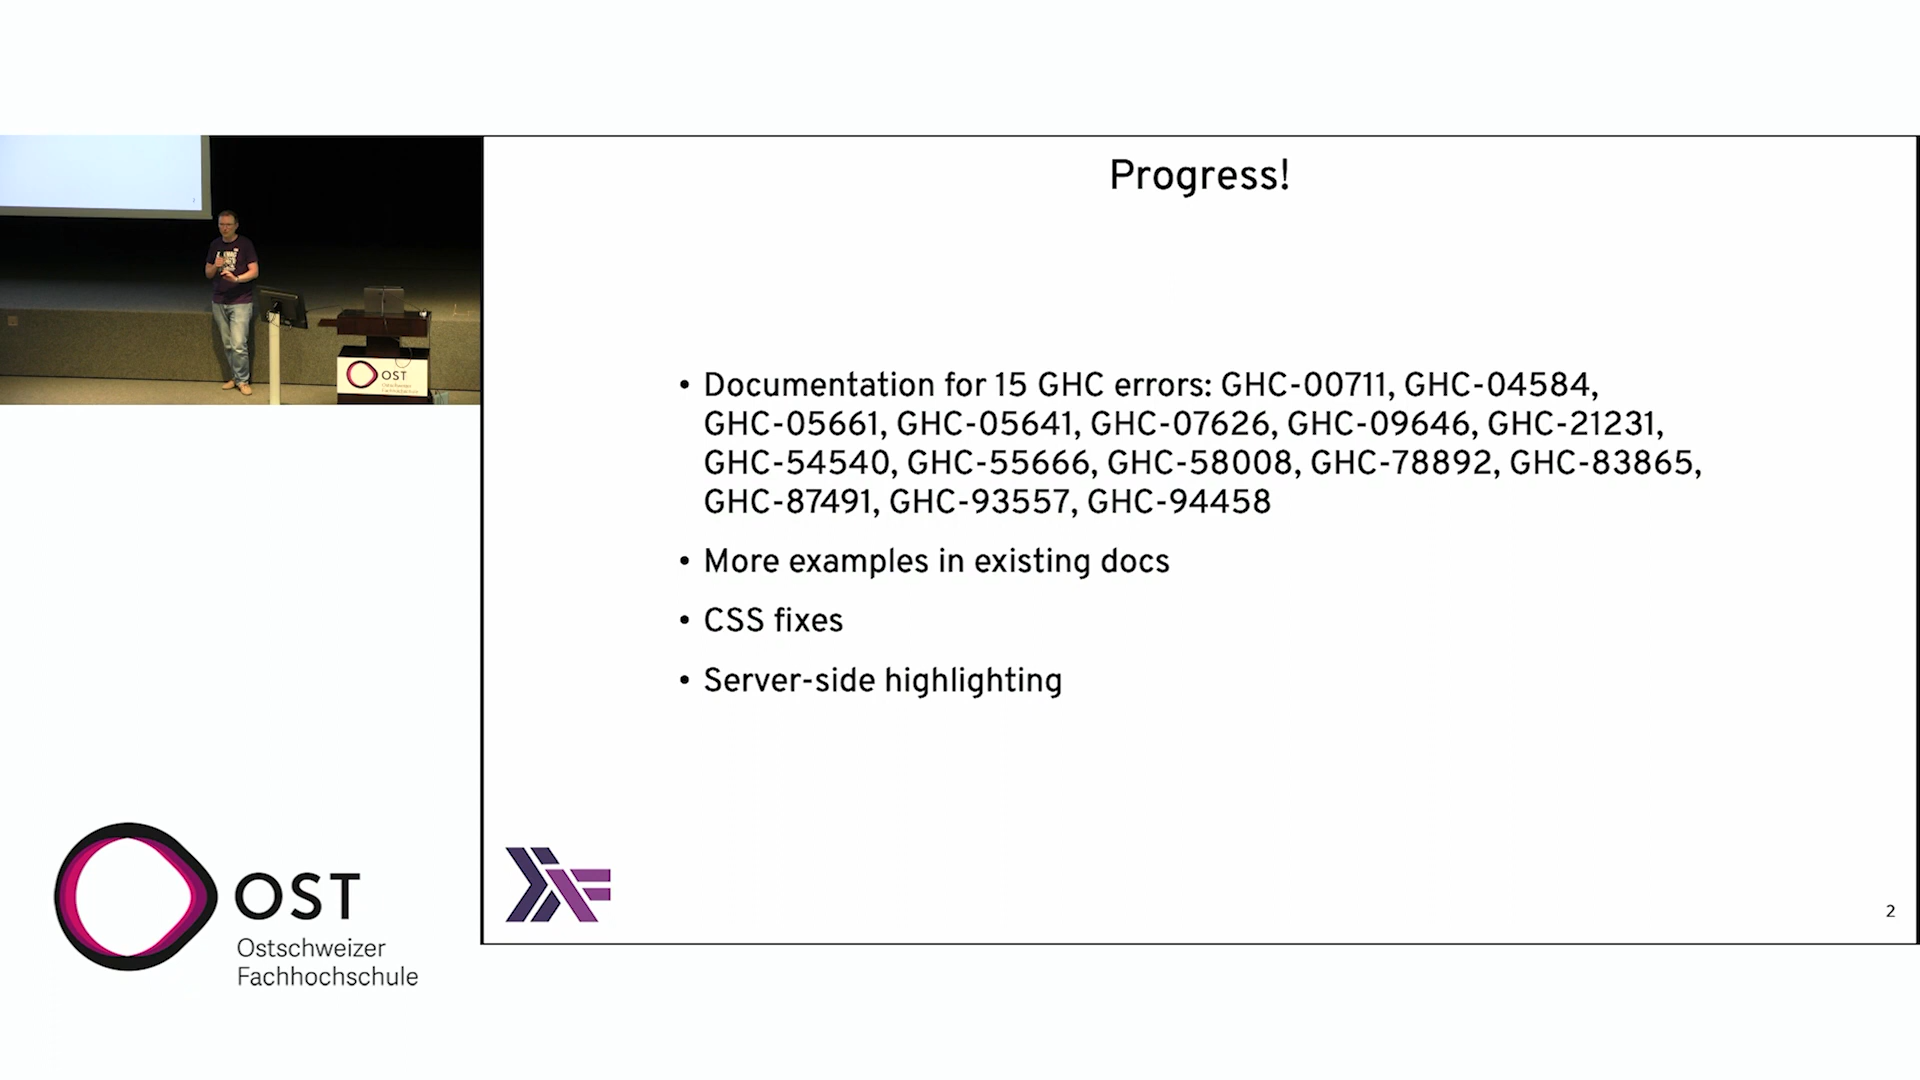 Progress!
• Documentation for 15 GHC errors: GHC-00711, GHC-04584,
GHC-05661, GHC-05641, GHC-07626, GHC-09646, GHC-21231,
GHC-54540, GHC-55666, GHC-58008, GHC-78892, GHC-83865,
GHC-87491, GHC-93557, GHC-94458
• More examples in existing docs
• CSS fixes
• Server-side highlighting
2
OST
OST
Ostschweizer
Fachhochschule